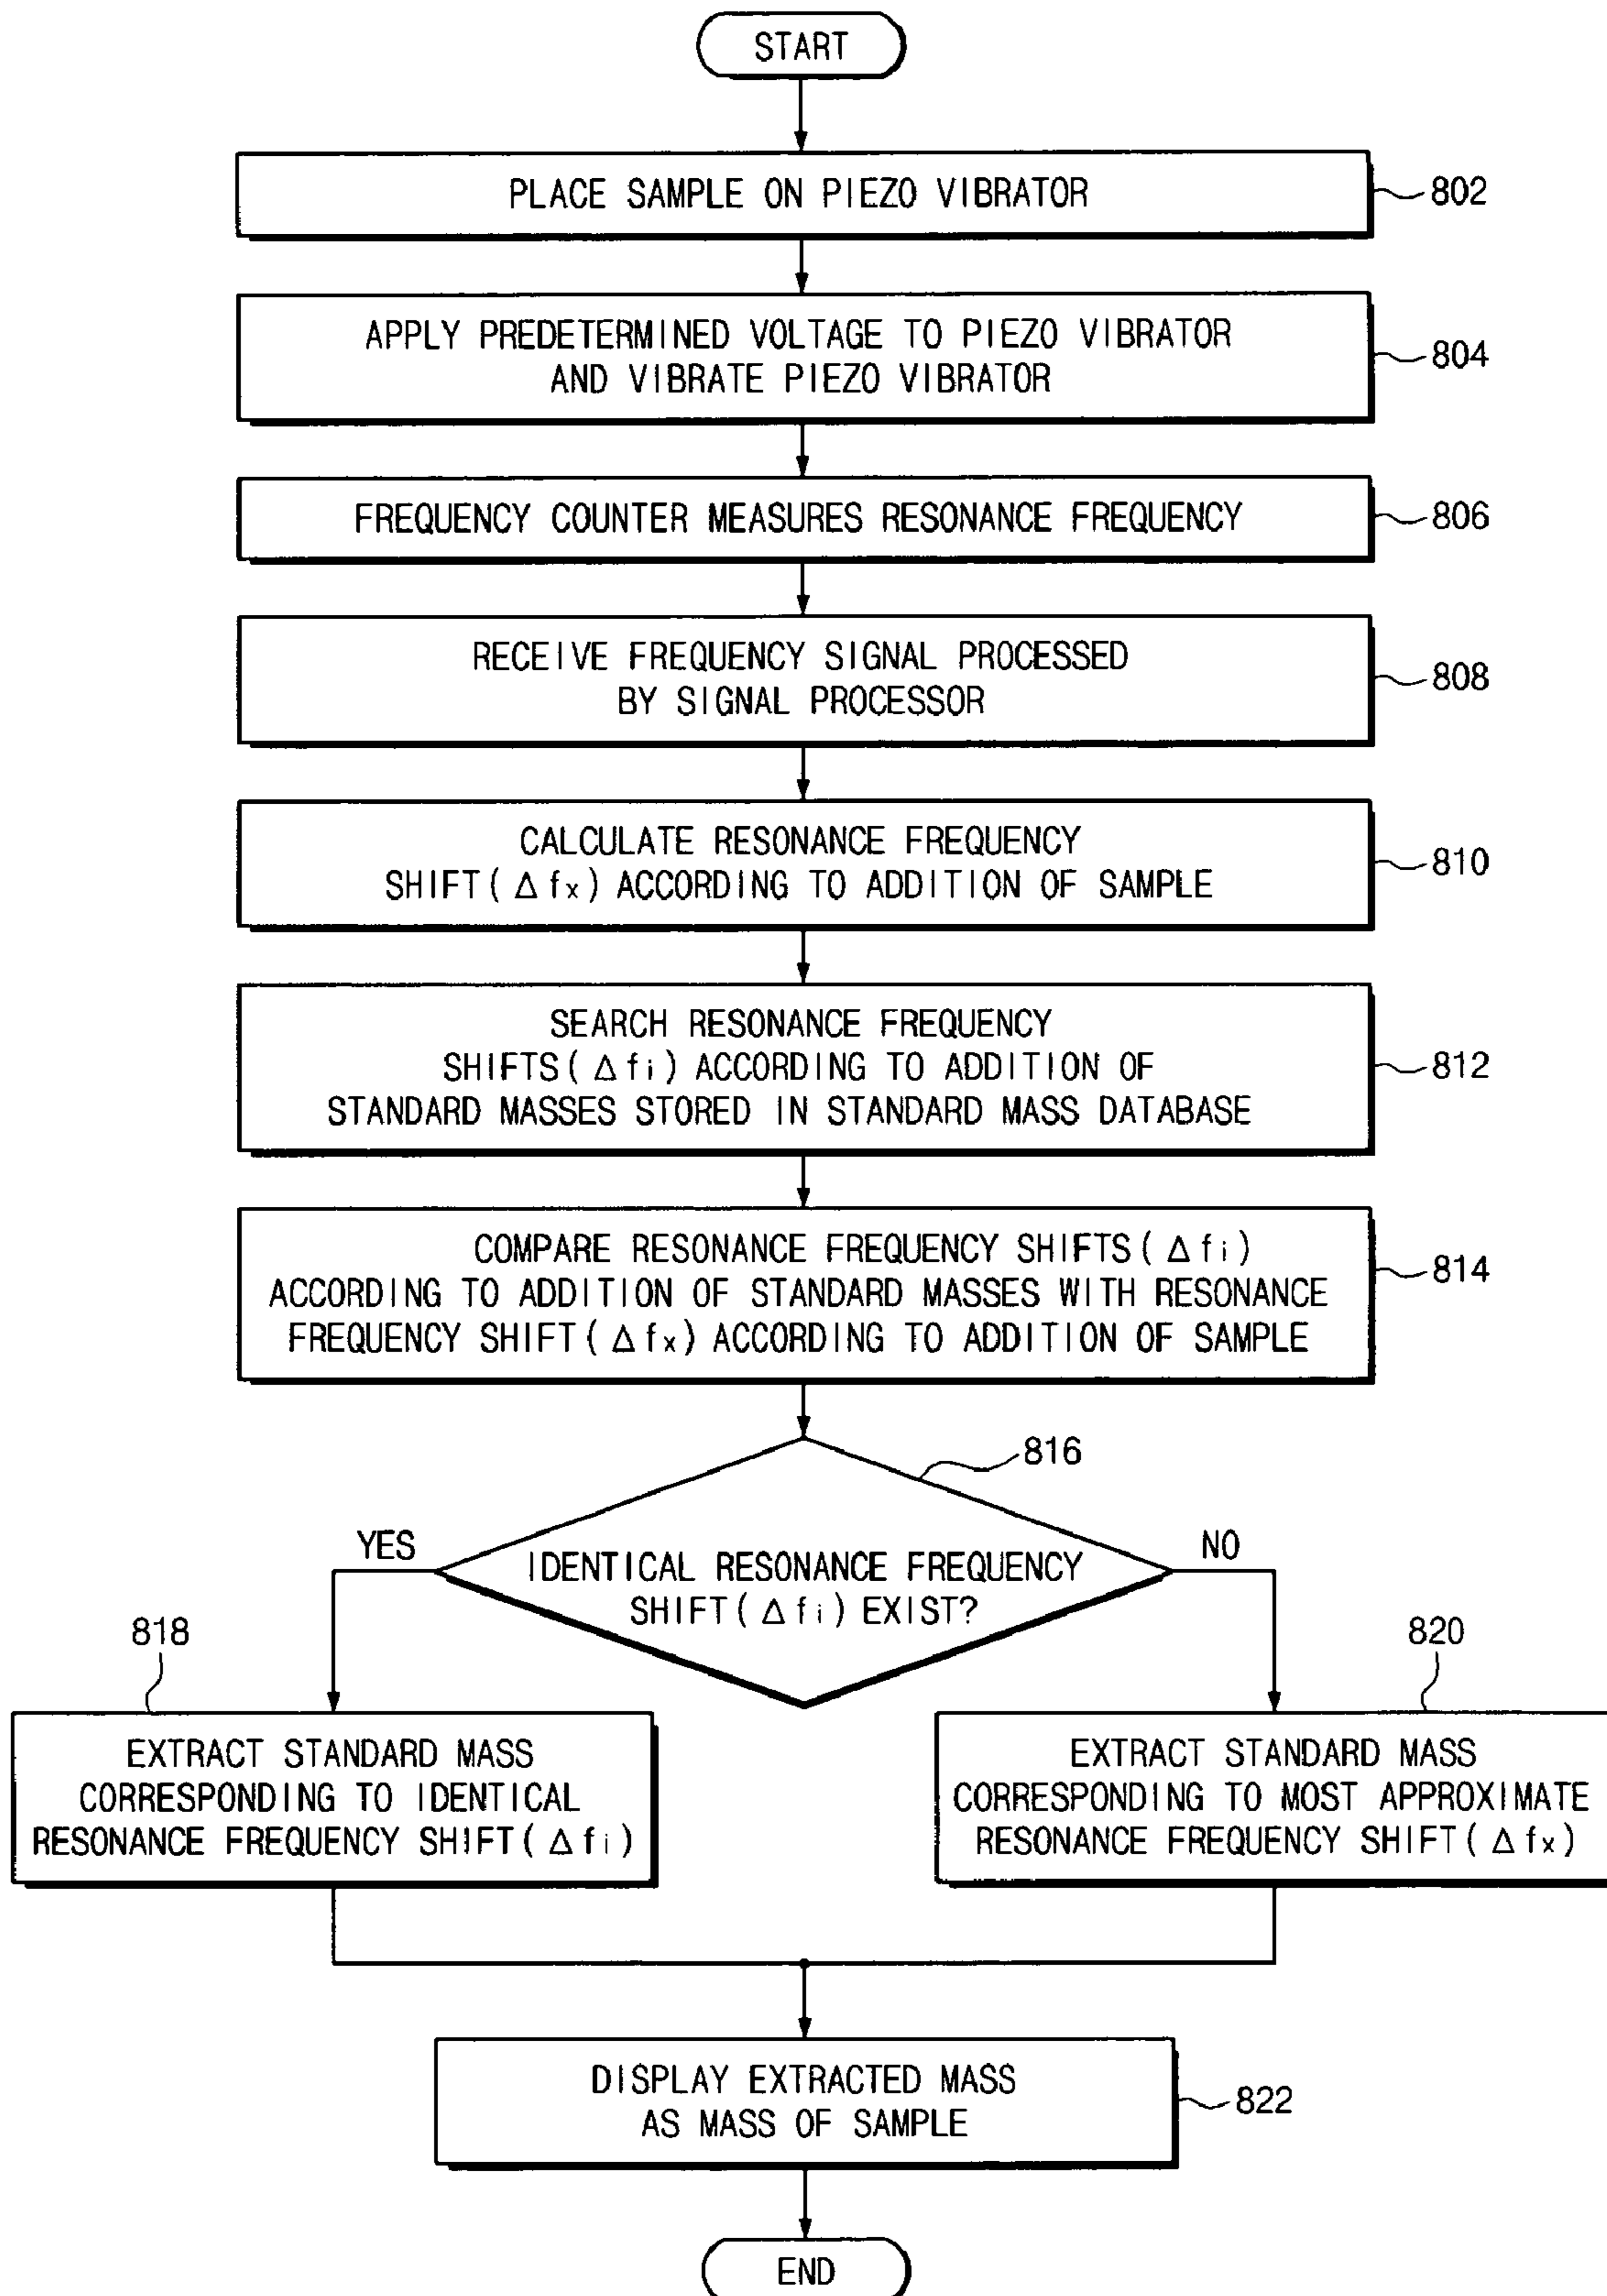 START
PLACE SAMPLE ON PIEZO VIBRATOR
802
APPLY PREDETERMINED VOLTAGE TO PIEZO VIBRATOR
AND VIBRATE PIEZO VIBRATOR
804
FREQUENCY COUNTER MEASURES RESONANCE FREQUENCY
806
RECEIVE FREQUENCY SIGNAL PROCESSED
BY SIGNAL PROCESSOR
808
CALCULATE RESONANCE FREQUENCY
SHIFT(Δfx) ACCORDING TO ADDITION OF SAMPLE
810
SEARCH RESONANCE FREQUENCY
SHIFTS(Δfi) ACCORDING TO ADDITION OF
STANDARD MASSES STORED IN STANDARD MASS DATABASE
812
COMPARE RESONANCE FREQUENCY SHIFTS(Δfi)
ACCORDING TO ADDITION OF STANDARD MASSES WITH RESONANCE
FREQUENCY SHIFT(Δfx) ACCORDING TO ADDITION OF SAMPLE
814
816
YES
NO
IDENTICAL RESONANCE FREQUENCY
SHIFT(Δfi) EXIST?
818
EXTRACT STANDARD MASS
CORRESPONDING TO IDENTICAL
RESONANCE FREQUENCY SHIFT(Δfi)
820
EXTRACT STANDARD MASS
CORRESPONDING TO MOST APPROXIMATE
RESONANCE FREQUENCY SHIFT(Δfx)
DISPLAY EXTRACTED MASS
AS MASS OF SAMPLE
822
END